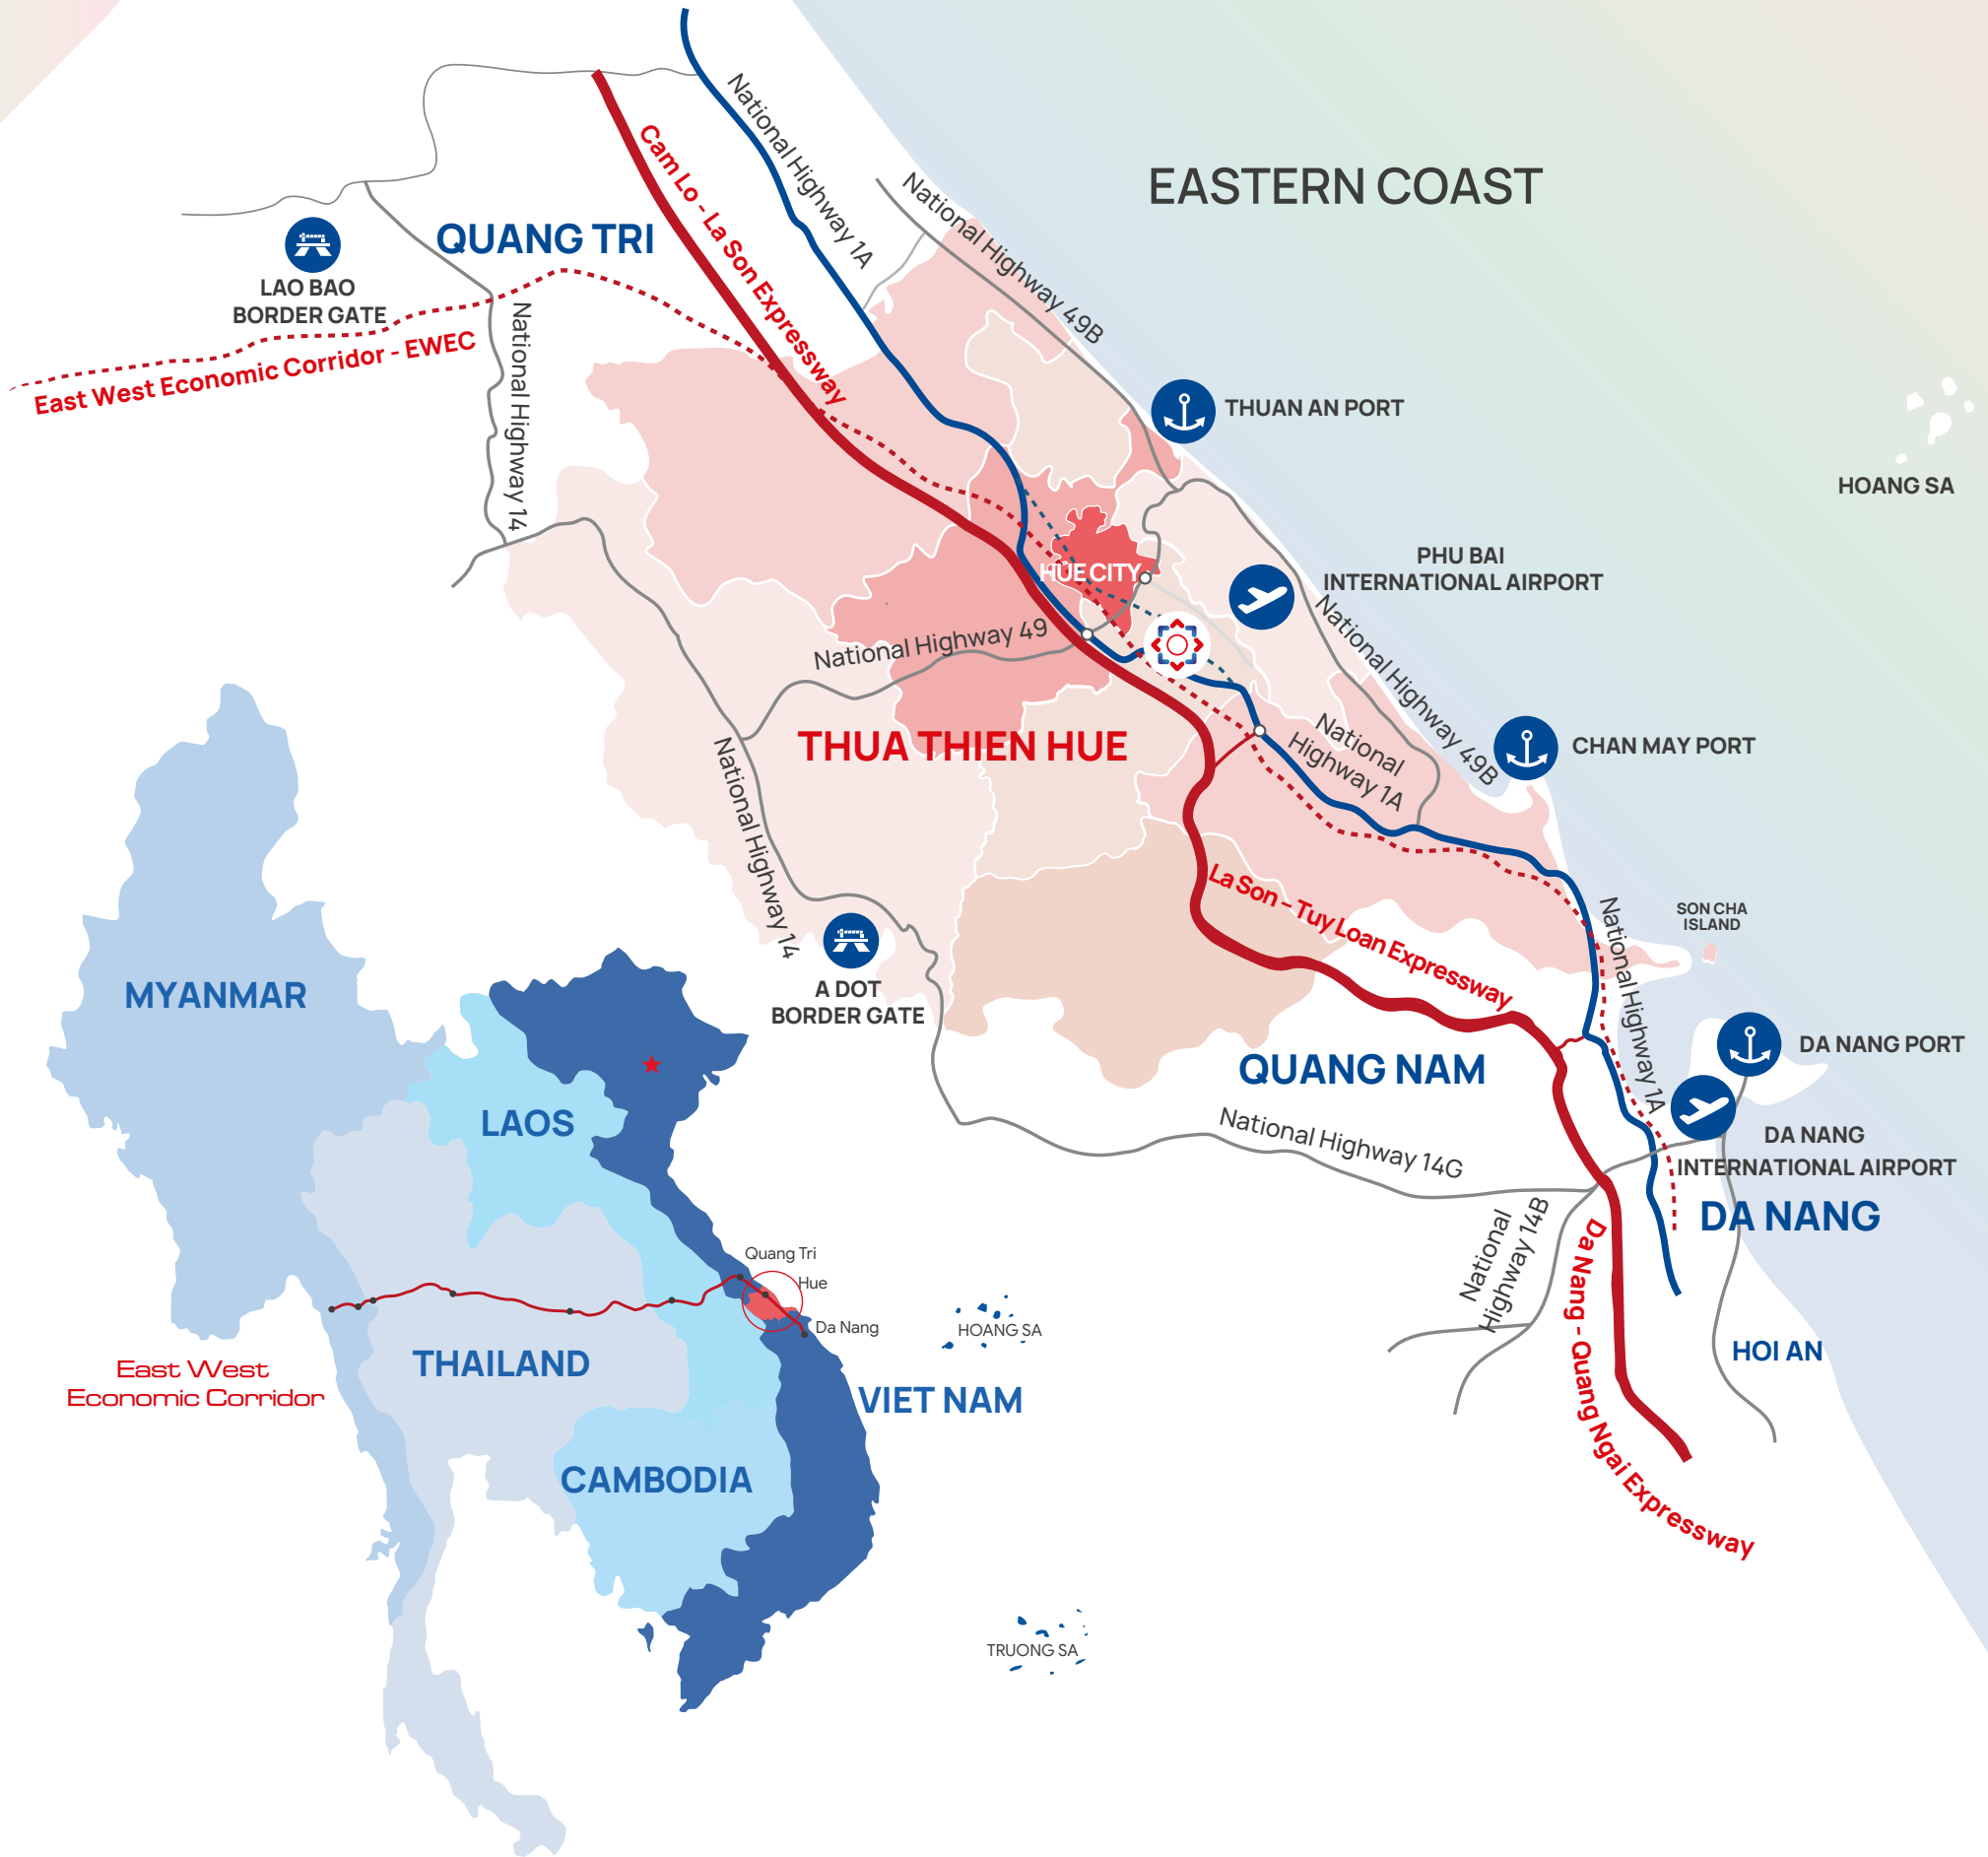 EASTERN COAST
National Highway 1A
Cam Lo - La Son Expressway
National Highway 49B
QUANG TRI
LAO BAO
BORDER GATE
East West Economic Corridor - EWEC
National Highway 14
THUAN AN PORT
HOANG SA
PHU BAI
INTERNATIONAL AIRPORT
HUE CITY
National Highway 49
National Highway 49B
THUA THIEN HUE
National
Highway 1A
CHAN MAY PORT
National Highway 14
La Son - Tuy Loan Expressway
SON CHA
ISLAND
National Highway 1A
A DOT
BORDER GATE
QUANG NAM
DA NANG PORT
National Highway 14G
DA NANG
INTERNATIONAL AIRPORT
DA NANG
National
Highway 14B
Da Nang - Quang Ngai Expressway
HOI AN
MYANMAR
LAOS
Quang Tri
Hue
Da Nang
HOANG SA
East West
Economic Corridor
THAILAND
VIET NAM
CAMBODIA
TRUONG SA